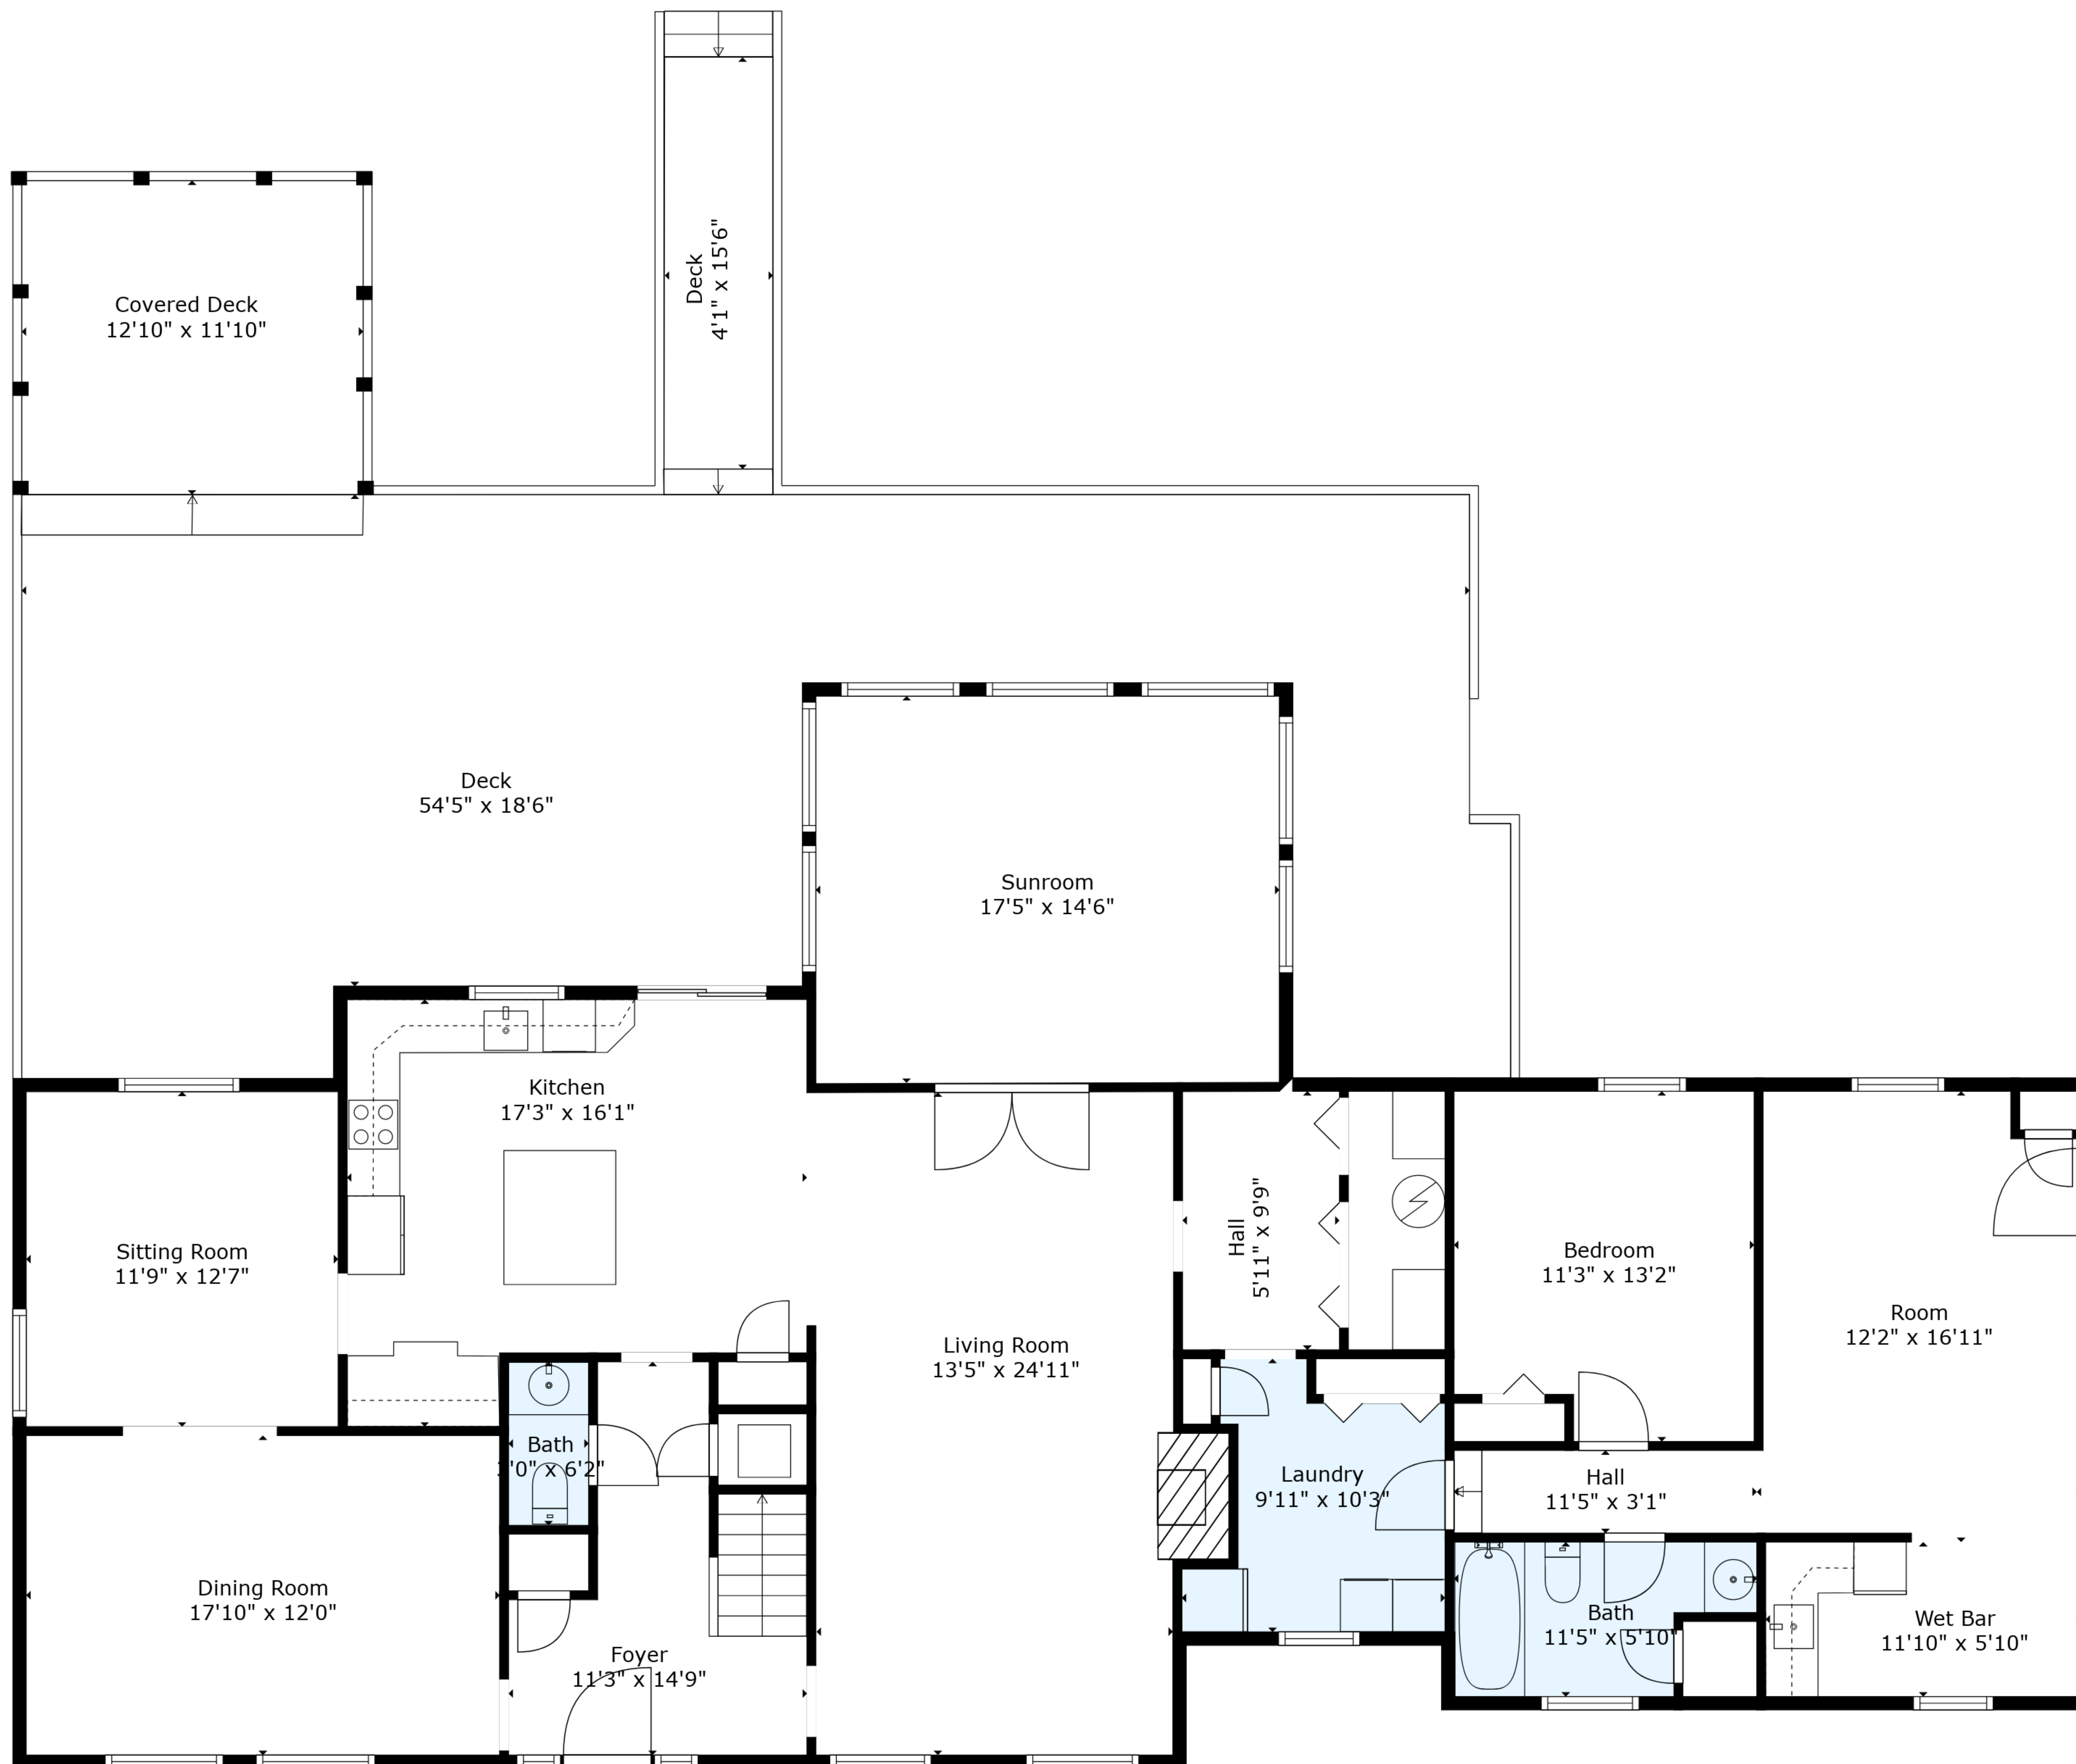 Deck
4'1" x 15'6"
Covered Deck
12'10" x 11'10"
Deck
54'5" x 18'6"
Sunroom
17'5" x 14'6"
Kitchen
17'3" x 16'1"
Sitting Room
11'9" x 12'7"
Hall
5'11" x 9'9"
Bedroom
11'3" x 13'2"
Room
12'2" x 16'11"
Living Room
13'5" x 24'11"
Bath
3'0" x 6'2"
Laundry
9'11" x 10'3"
Hall
11'5" x 3'1"
Dining Room
17'10" x 12'0"
Foyer
11'3" x 14'9"
Bath
11'5" x 5'10"
Wet Bar
11'10" x 5'10"